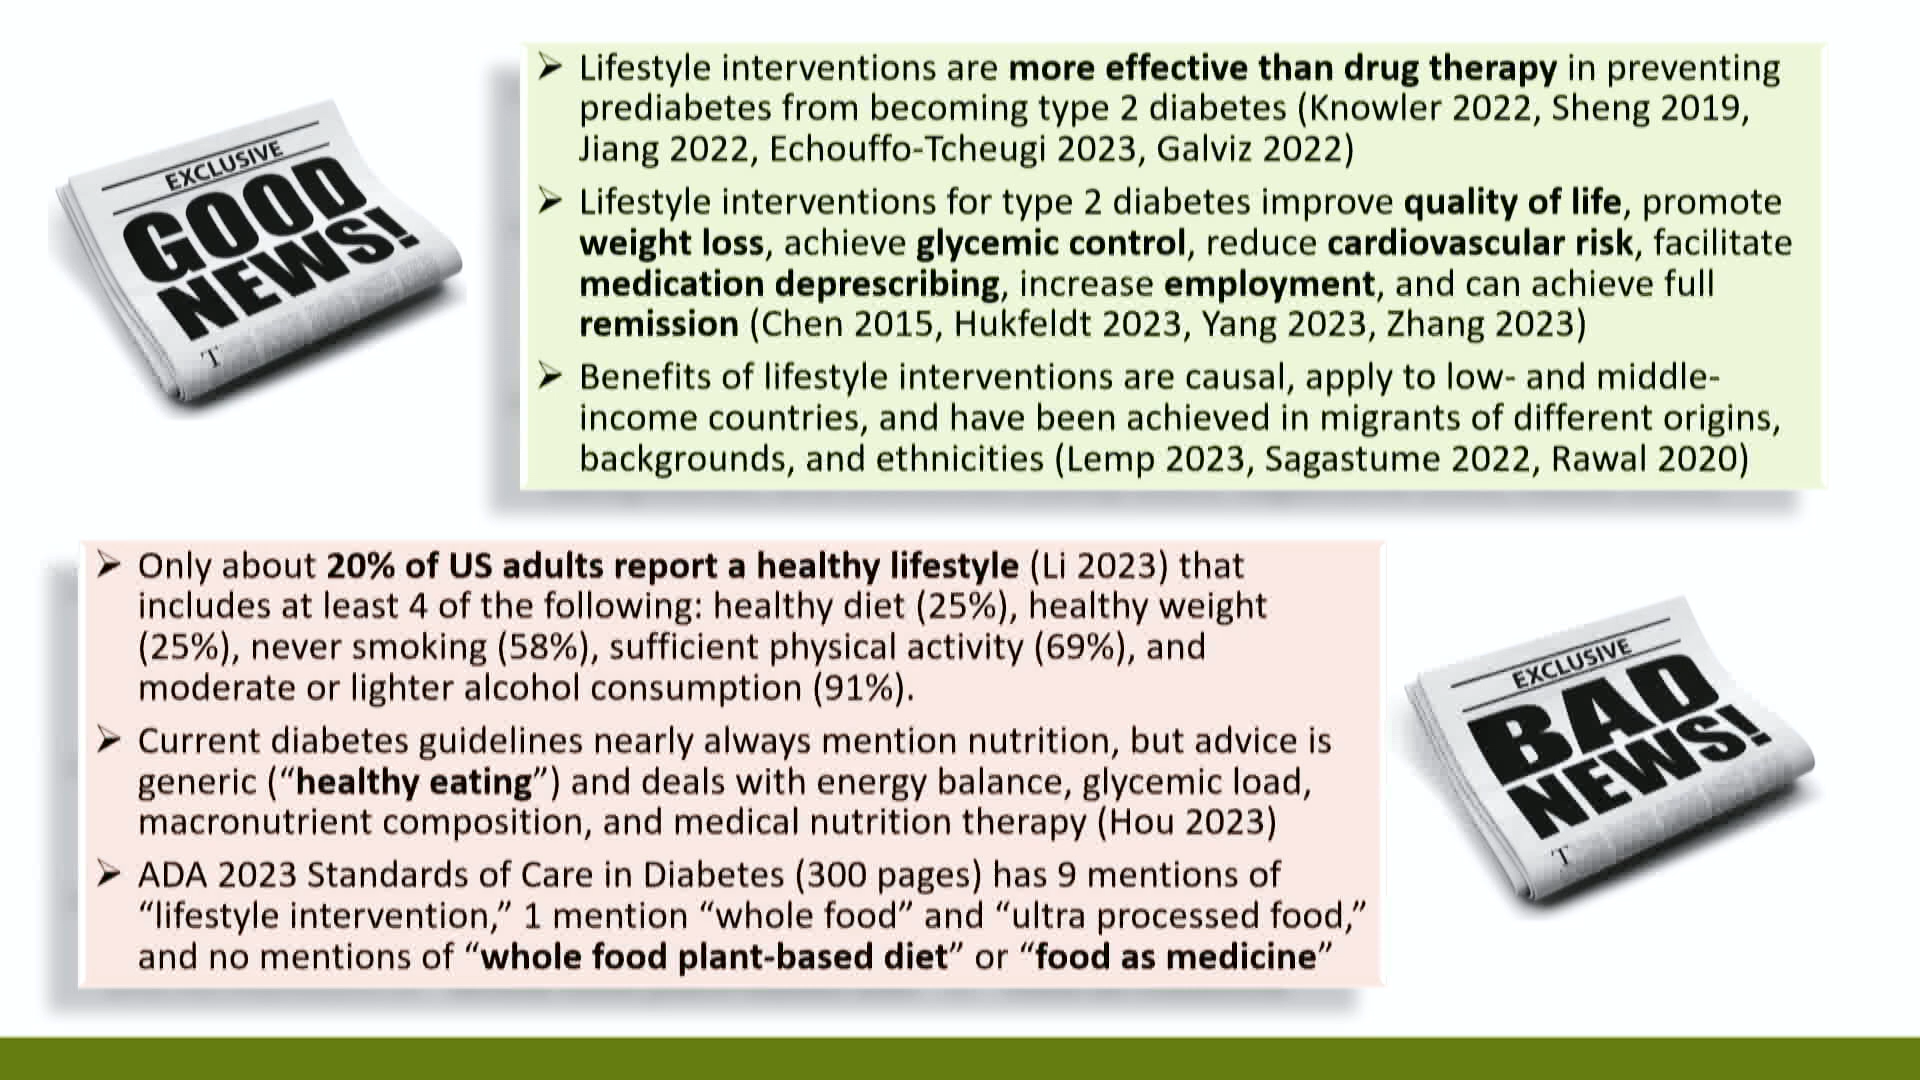 EXCLUSIVE
GOOD
NEWS!
T
➢ Lifestyle interventions are more effective than drug therapy in preventing
prediabetes from becoming type 2 diabetes (Knowler 2022, Sheng 2019,
Jiang 2022, Echouffo-Tcheugi 2023, Galviz 2022)
➢ Lifestyle interventions for type 2 diabetes improve quality of life, promote
weight loss, achieve glycemic control, reduce cardiovascular risk, facilitate
medication deprescribing, increase employment, and can achieve full
remission (Chen 2015, Hukfeldt 2023, Yang 2023, Zhang 2023)
➢ Benefits of lifestyle interventions are causal, apply to low- and middle-
income countries, and have been achieved in migrants of different origins,
backgrounds, and ethnicities (Lemp 2023, Sagastume 2022, Rawal 2020)
➢ Only about 20% of US adults report a healthy lifestyle (Li 2023) that
includes at least 4 of the following: healthy diet (25%), healthy weight
(25%), never smoking (58%), sufficient physical activity (69%), and
moderate or lighter alcohol consumption (91%).
➢ Current diabetes guidelines nearly always mention nutrition, but advice is
generic (“healthy eating”) and deals with energy balance, glycemic load,
macronutrient composition, and medical nutrition therapy (Hou 2023)
➢ ADA 2023 Standards of Care in Diabetes (300 pages) has 9 mentions of
“lifestyle intervention,” 1 mention “whole food” and “ultra processed food,”
and no mentions of “whole food plant-based diet” or “food as medicine”
EXCLUSIVE
BAD
NEWS!
T